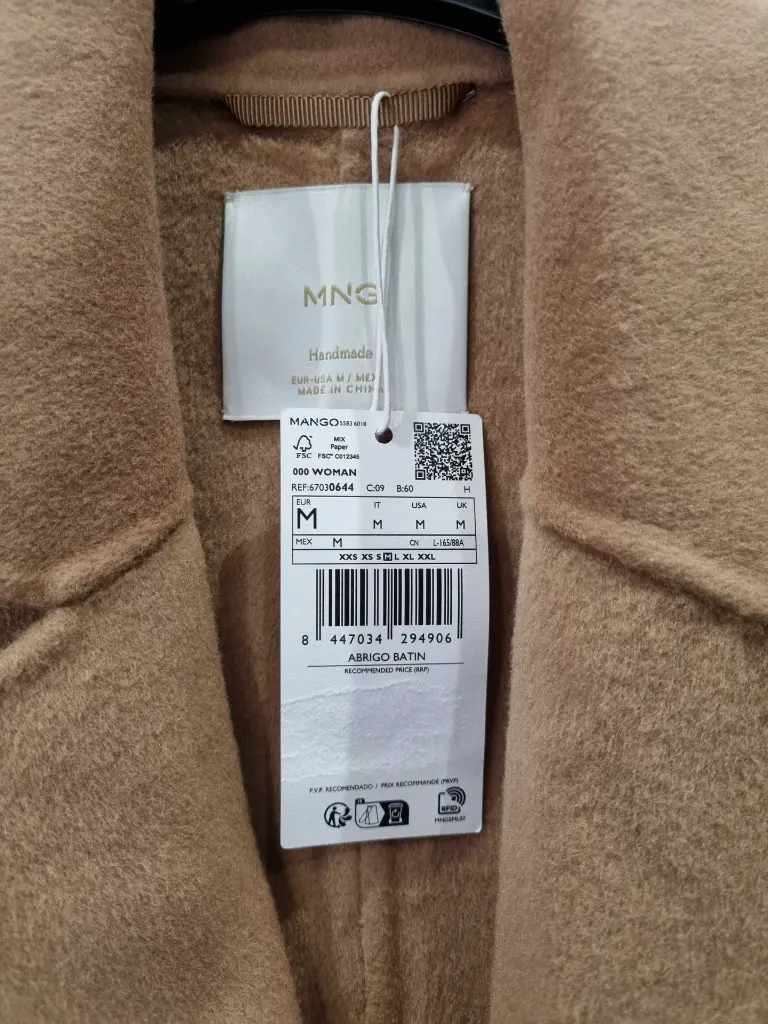 MNG
Handmade
EUR-USA M / MEX
MADE IN CHINA
MANGO 5583 6018
MIX
Paper
FSC FSC® C012345
000 WOMAN
REF:67030644 C:09 B:60 H
EUR IT USA UK
M M M M
MEX M CN L-165/88A
XXS XS S M L XL XXL
8 447034 294906
ABRIGO BATIN
RECOMMENDED PRICE (RRP)
P.V.P. RECOMENDADO / PRIX RECOMMANDÉ (PRVP)
FR
RFID